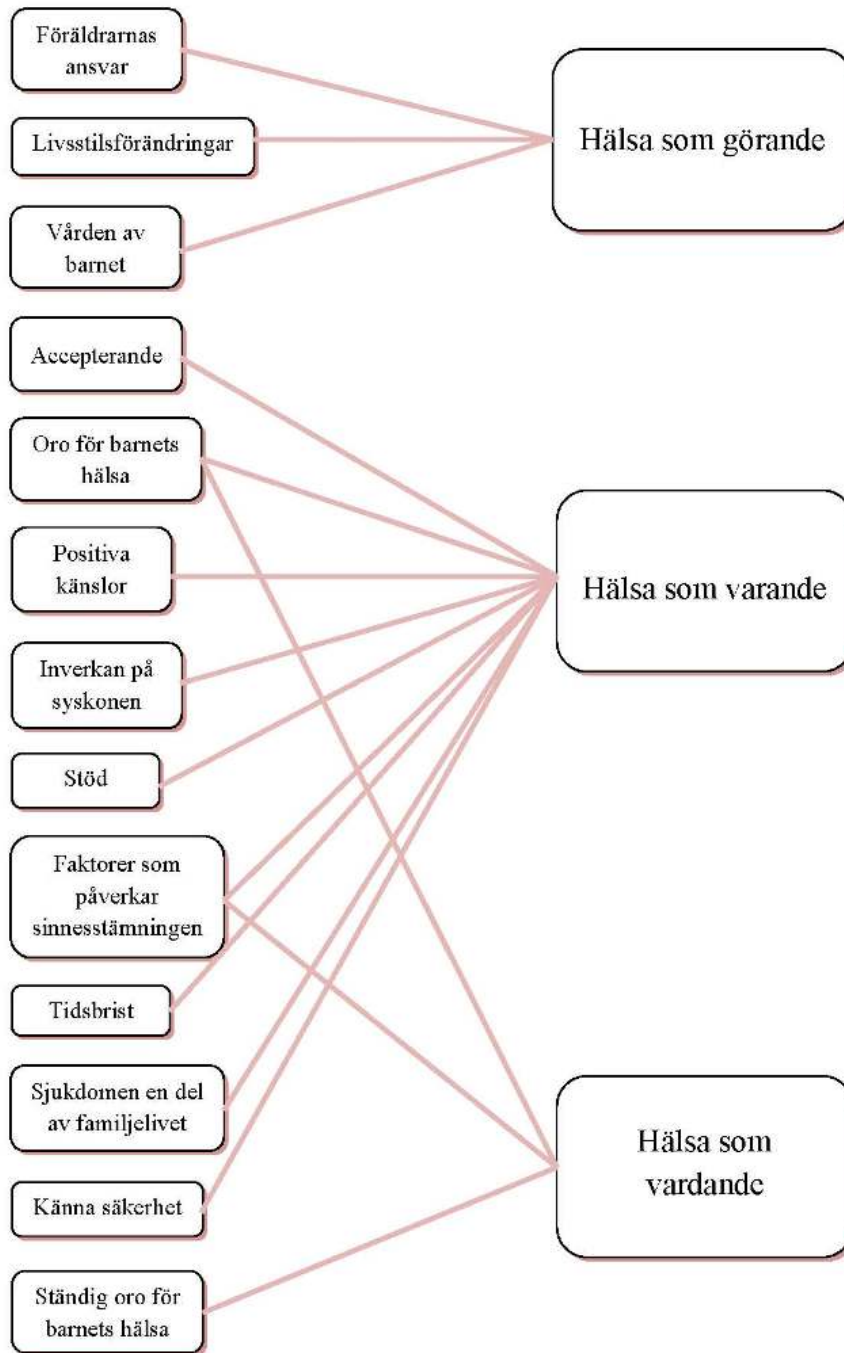 Föräldrarnas
ansvar
Livsstilsförändringar
Vården av
barnet
Accepterande
Oro för barnets
hälsa
Positiva
känslor
Inverkan på
syskonen
Stöd
Faktorer som
påverkar
sinnesstämningen
Tidsbrist
Sjukdomen en del
av familjelivet
Känna säkerhet
Ständig oro för
barnets hälsa
Hälsa som görande
Hälsa som varande
Hälsa som
vardande